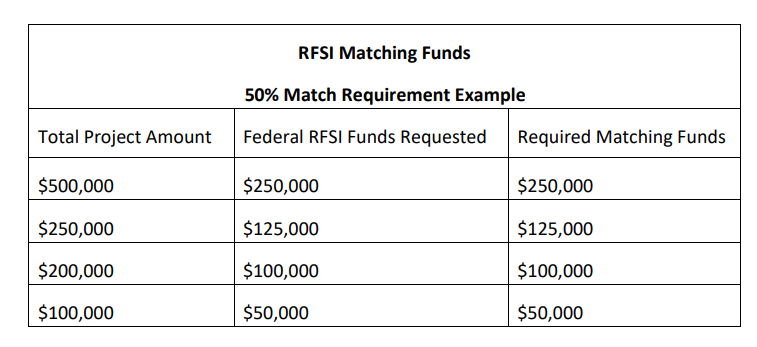 RFSI Matching Funds
50% Match Requirement Example
Total Project Amount Federal RFSI Funds Requested Required Matching Funds
$500,000 $250,000 $250,000
$250,000 $125,000 $125,000
$200,000 $100,000 $100,000
$100,000 $50,000 $50,000